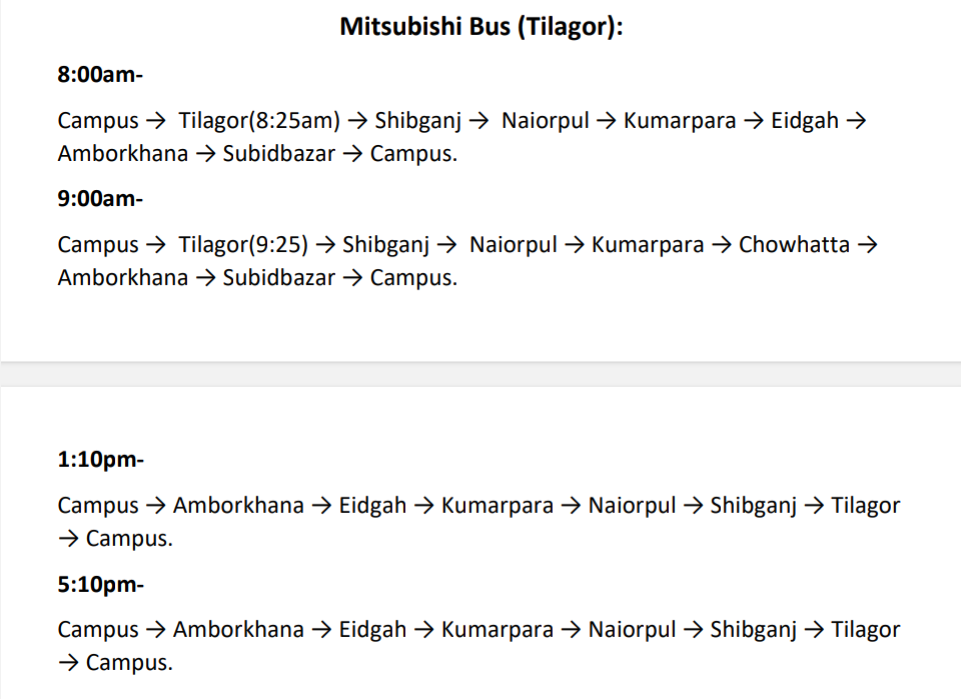 Mitsubishi Bus (Tilagor):
8:00am-
Campus → Tilagor(8:25am) → Shibganj → Naiorpul → Kumarpara → Eidgah →
Amborkhana → Subidbazar → Campus.
9:00am-
Campus → Tilagor(9:25) → Shibganj → Naiorpul → Kumarpara → Chowhatta →
Amborkhana → Subidbazar → Campus.
1:10pm-
Campus → Amborkhana → Eidgah → Kumarpara → Naiorpul → Shibganj → Tilagor
→ Campus.
5:10pm-
Campus → Amborkhana → Eidgah → Kumarpara → Naiorpul → Shibganj → Tilagor
→ Campus.